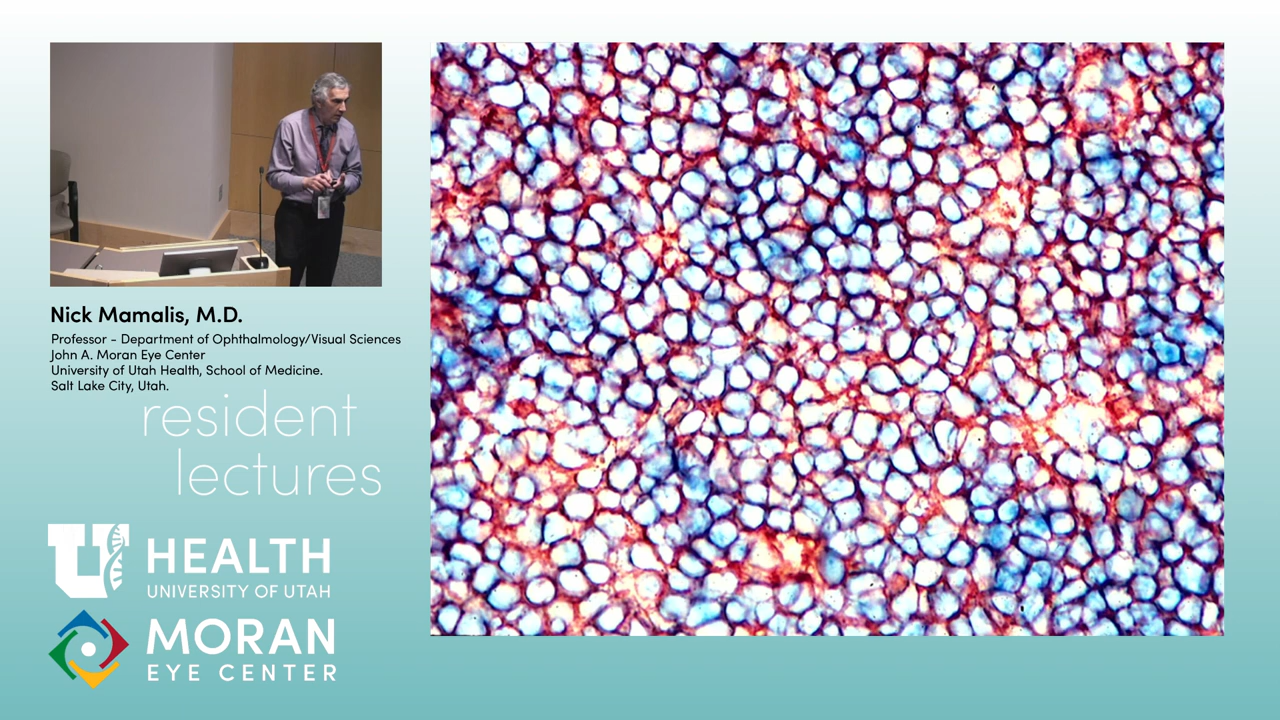 Nick Mamalis, M.D.
Professor - Department of Ophthalmology/Visual Sciences
John A. Moran Eye Center
University of Utah Health, School of Medicine.
Salt Lake City, Utah.
resident
lectures
U HEALTH
UNIVERSITY OF UTAH
MORAN
EYE CENTER